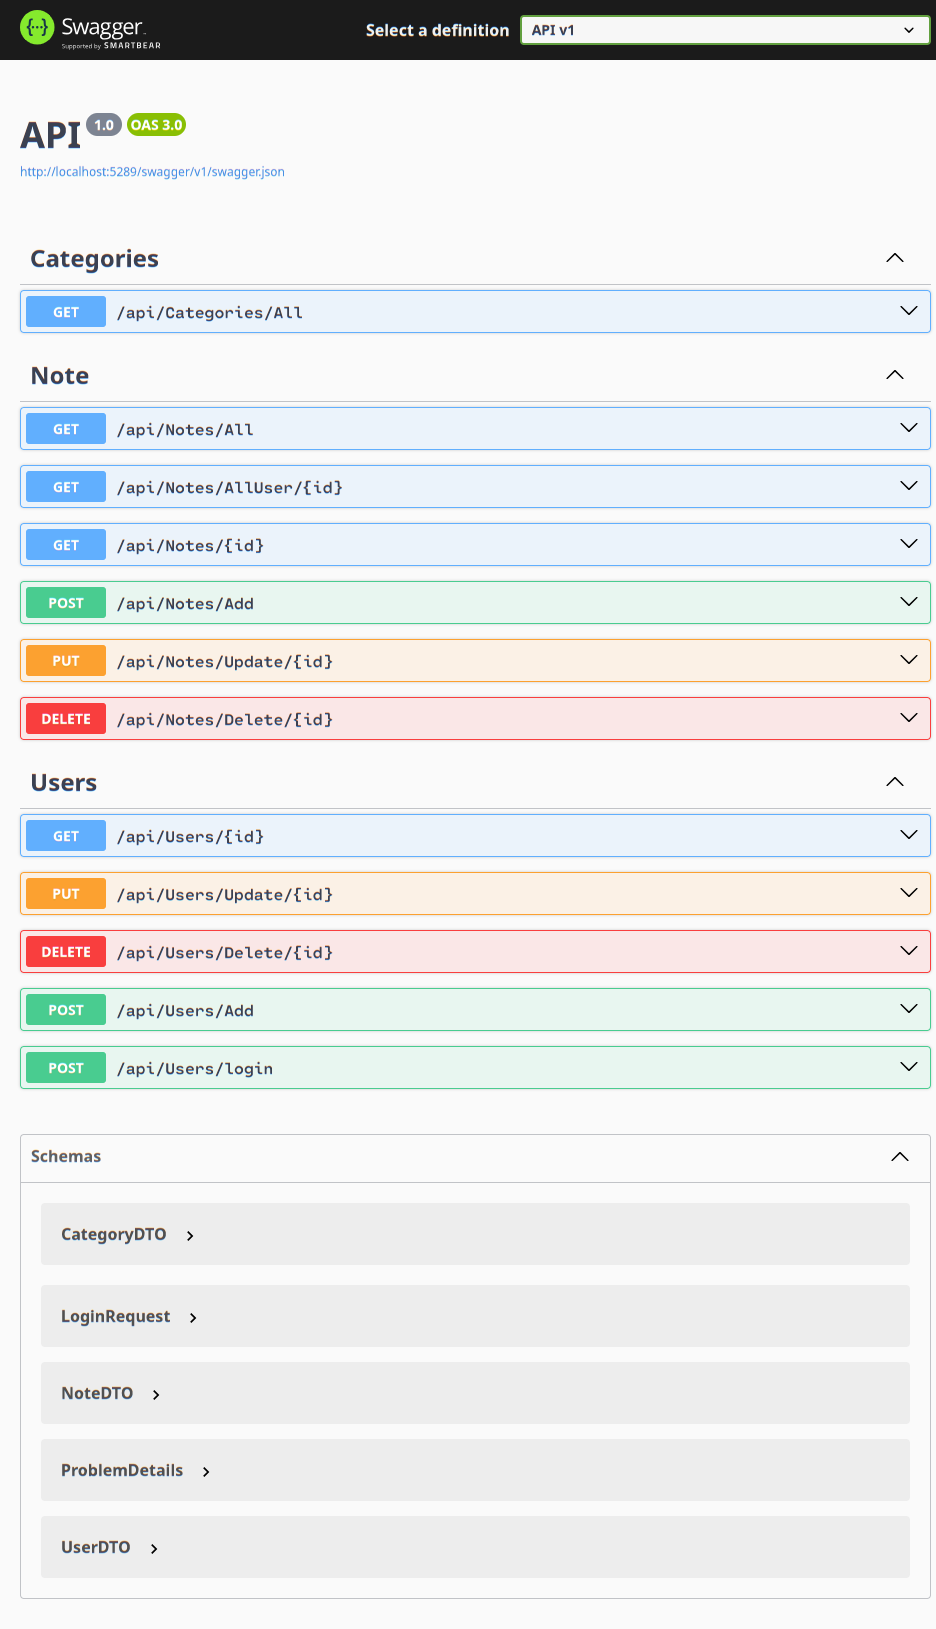 Swagger
Supported by SMARTBEAR
Select a definition
API v1
API 1.0 OAS 3.0
http://localhost:5289/swagger/v1/swagger.json
Categories
GET /api/Categories/All
Note
GET /api/Notes/All
GET /api/Notes/AllUser/{id}
GET /api/Notes/{id}
POST /api/Notes/Add
PUT /api/Notes/Update/{id}
DELETE /api/Notes/Delete/{id}
Users
GET /api/Users/{id}
PUT /api/Users/Update/{id}
DELETE /api/Users/Delete/{id}
POST /api/Users/Add
POST /api/Users/login
Schemas
CategoryDTO
LoginRequest
NoteDTO
ProblemDetails
UserDTO